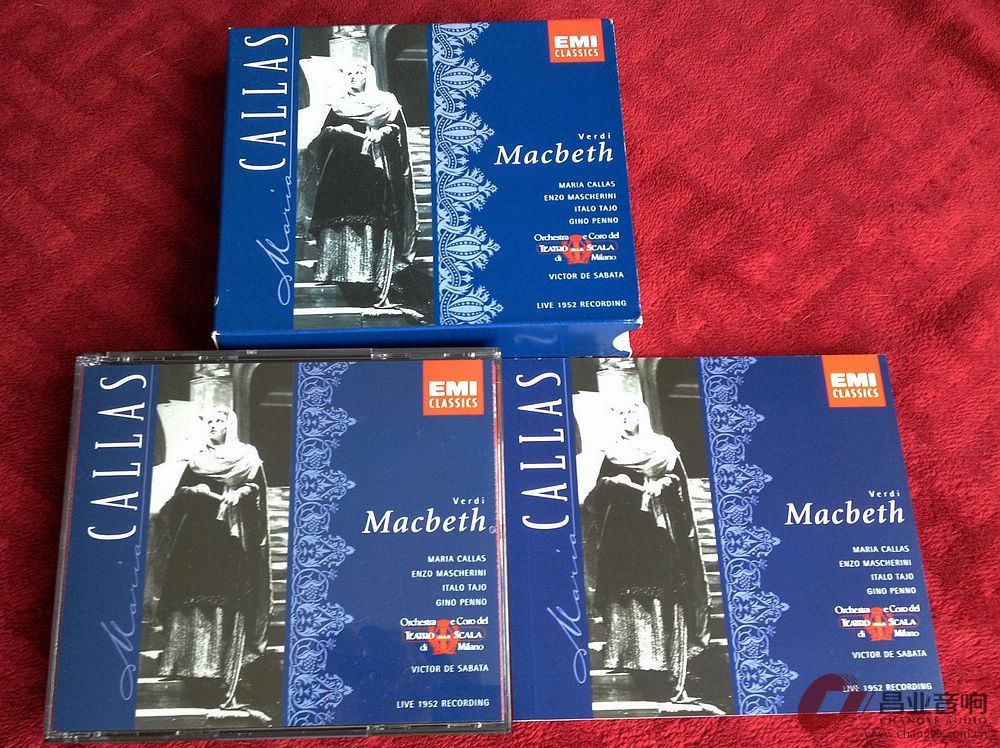 Maria CALLAS
EMI
CLASSICS
Verdi
Macbeth
MARIA CALLAS
ENZO MASCHERINI
ITALO TAJO
GINO PENNO
Orchestra e Coro del
TEATRO ALLA SCALA
di Milano
VICTOR DE SABATA
LIVE 1952 RECORDING
Maria CALLAS
EMI
CLASSICS
Verdi
Macbeth
MARIA CALLAS
ENZO MASCHERINI
ITALO TAJO
GINO PENNO
Orchestra e Coro del
TEATRO ALLA SCALA
di Milano
VICTOR DE SABATA
LIVE 1952 RECORDING
Maria CALLAS
EMI
CLASSICS
Verdi
Macbeth
MARIA CALLAS
ENZO MASCHERINI
ITALO TAJO
GINO PENNO
Orchestra e Coro del
TEATRO ALLA SCALA
di Milano
VICTOR DE SABATA
LIVE 1952 RECORDING
昌业音响
CHANGYE AUDIO